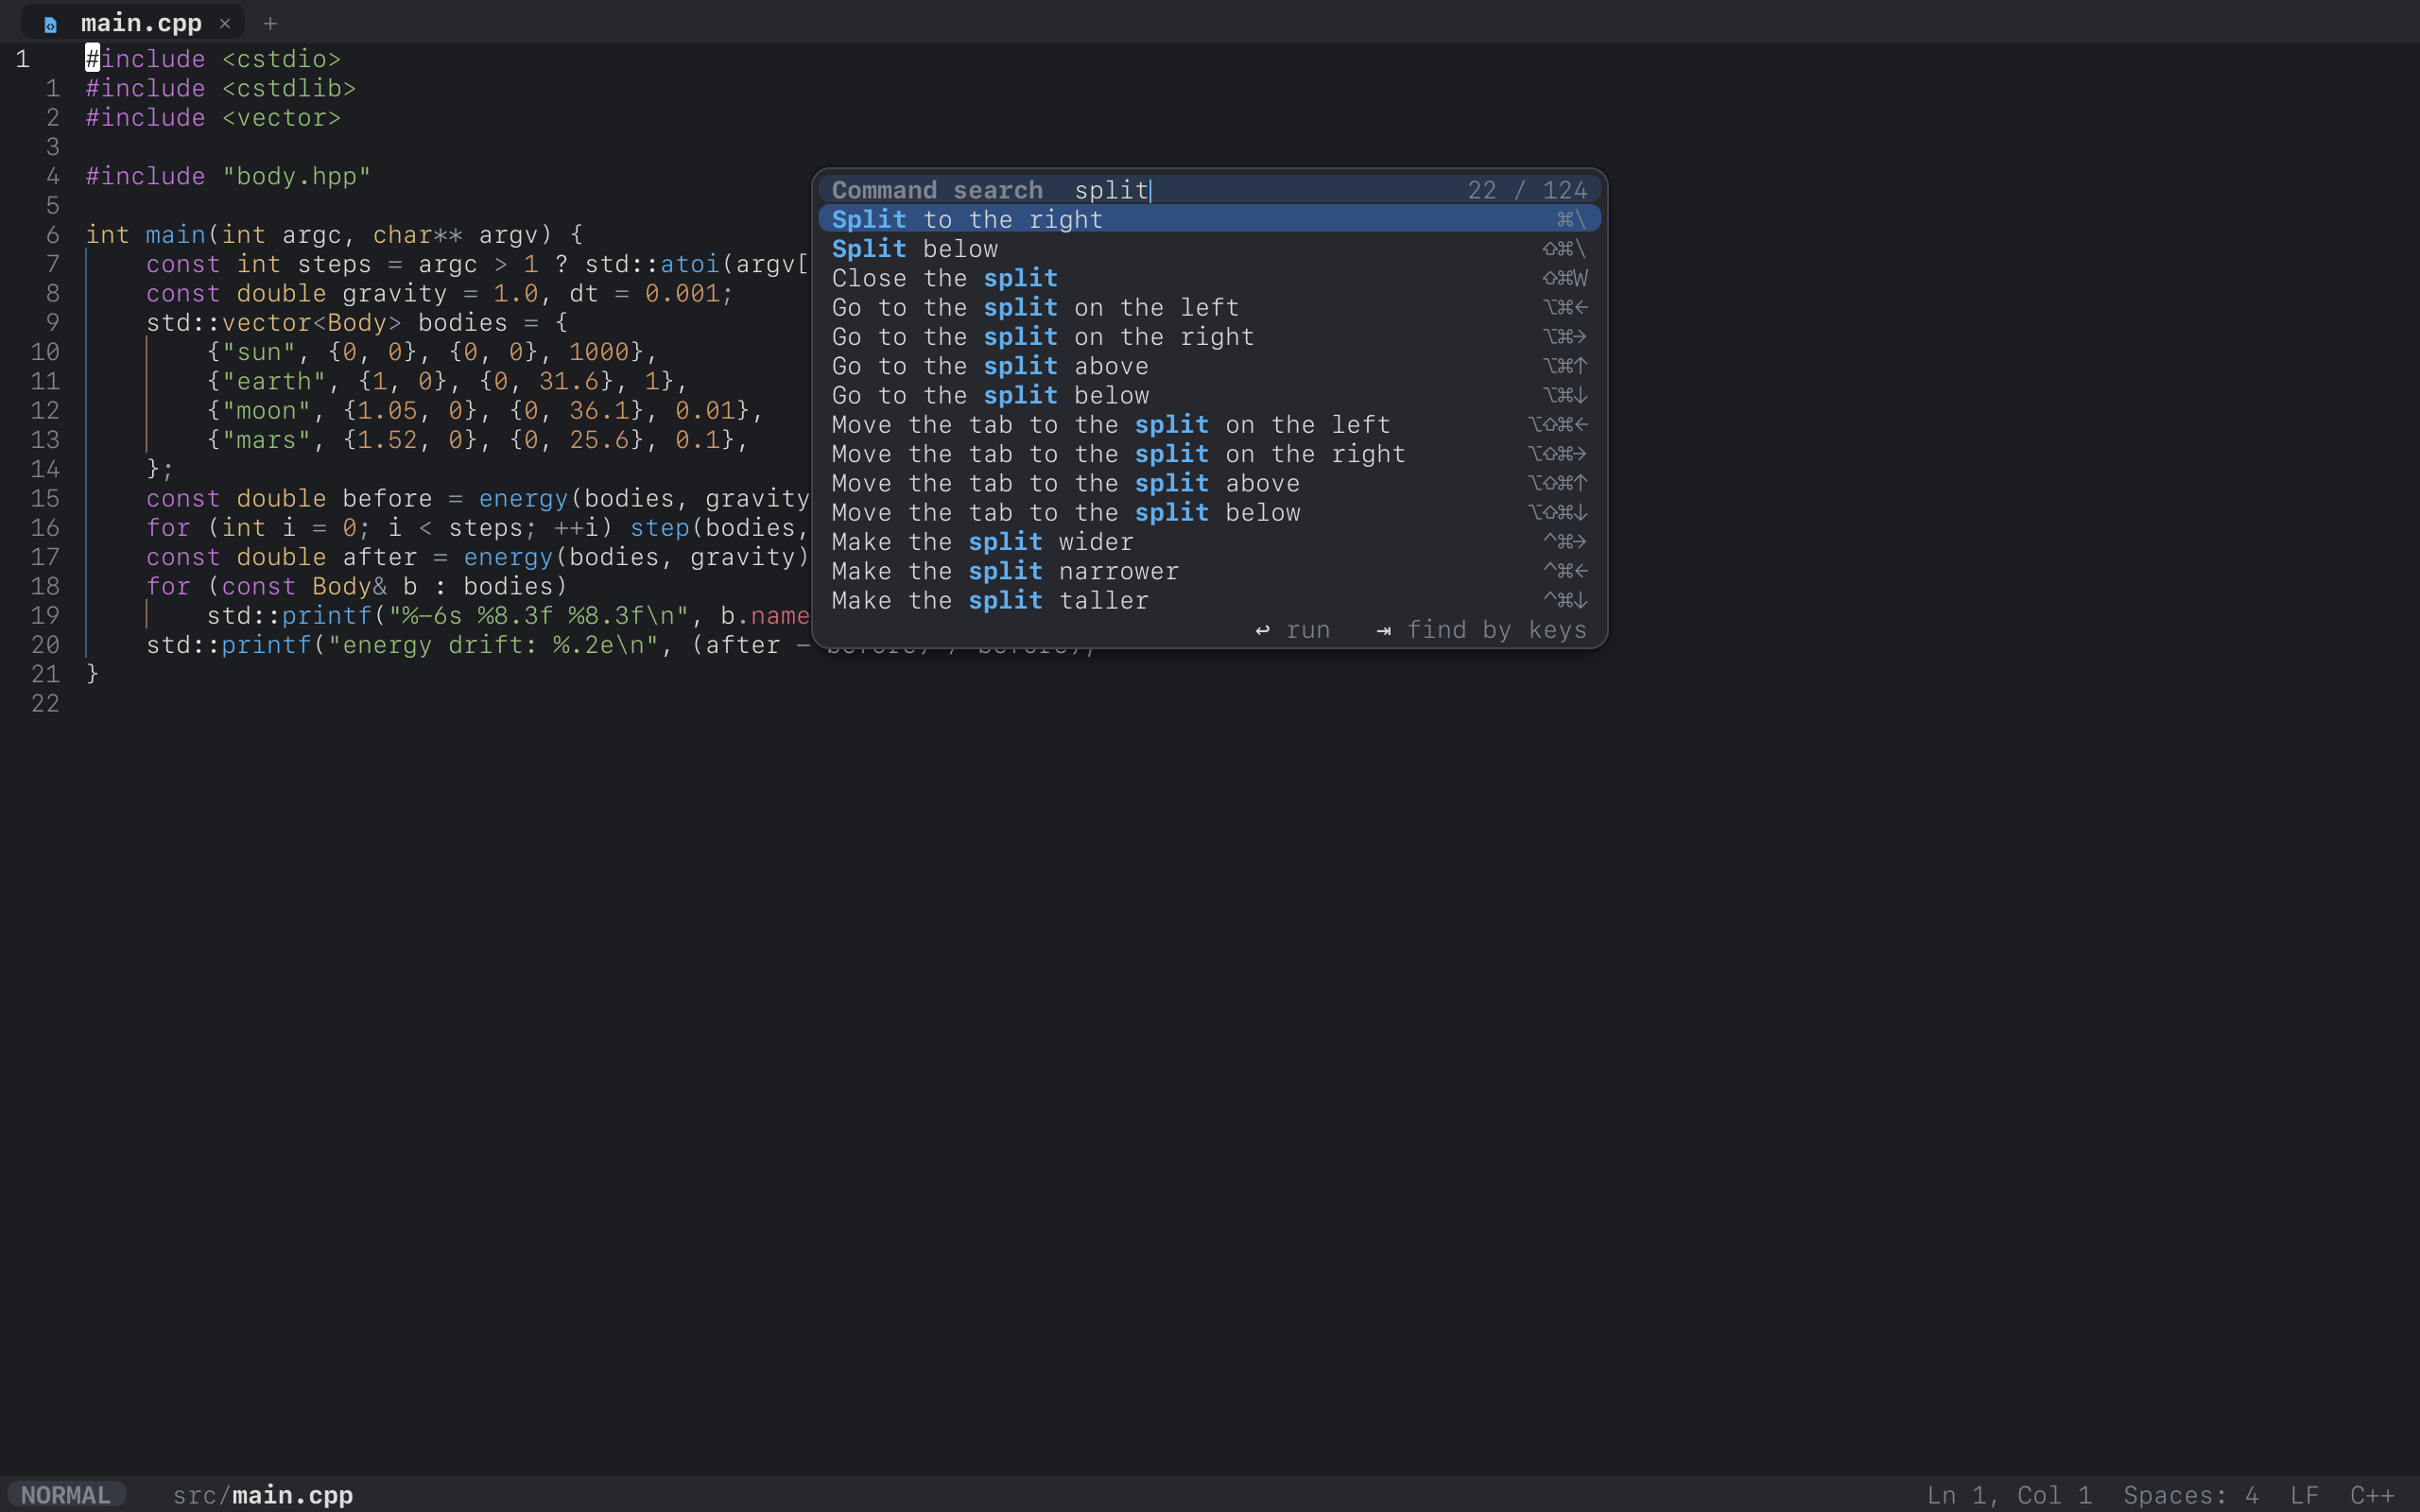 main.cpp × +
1 #include <cstdio>
1 #include <cstdlib>
2 #include <vector>
3
4 #include "body.hpp"
5
6 int main(int argc, char** argv) {
7 const int steps = argc > 1 ? std::atoi(argv[
8 const double gravity = 1.0, dt = 0.001;
9 std::vector<Body> bodies = {
10 {"sun", {0, 0}, {0, 0}, 1000},
11 {"earth", {1, 0}, {0, 31.6}, 1},
12 {"moon", {1.05, 0}, {0, 36.1}, 0.01},
13 {"mars", {1.52, 0}, {0, 25.6}, 0.1},
14 };
15 const double before = energy(bodies, gravity
16 for (int i = 0; i < steps; ++i) step(bodies,
17 const double after = energy(bodies, gravity)
18 for (const Body& b : bodies)
19 std::printf("%-6s %8.3f %8.3f\n", b.name
20 std::printf("energy drift: %.2e\n", (after - before) / before);
21 }
22
Command search split 22 / 124
Split to the right ⌘\
Split below ⇧⌘\
Close the split ⇧⌘W
Go to the split on the left ⌥⌘←
Go to the split on the right ⌥⌘→
Go to the split above ⌥⌘↑
Go to the split below ⌥⌘↓
Move the tab to the split on the left ⌥⇧⌘←
Move the tab to the split on the right ⌥⇧⌘→
Move the tab to the split above ⌥⇧⌘↑
Move the tab to the split below ⌥⇧⌘↓
Make the split wider ^⌘→
Make the split narrower ^⌘←
Make the split taller ^⌘↓
↩ run ⇥ find by keys
NORMAL src/main.cpp Ln 1, Col 1 Spaces: 4 LF C++